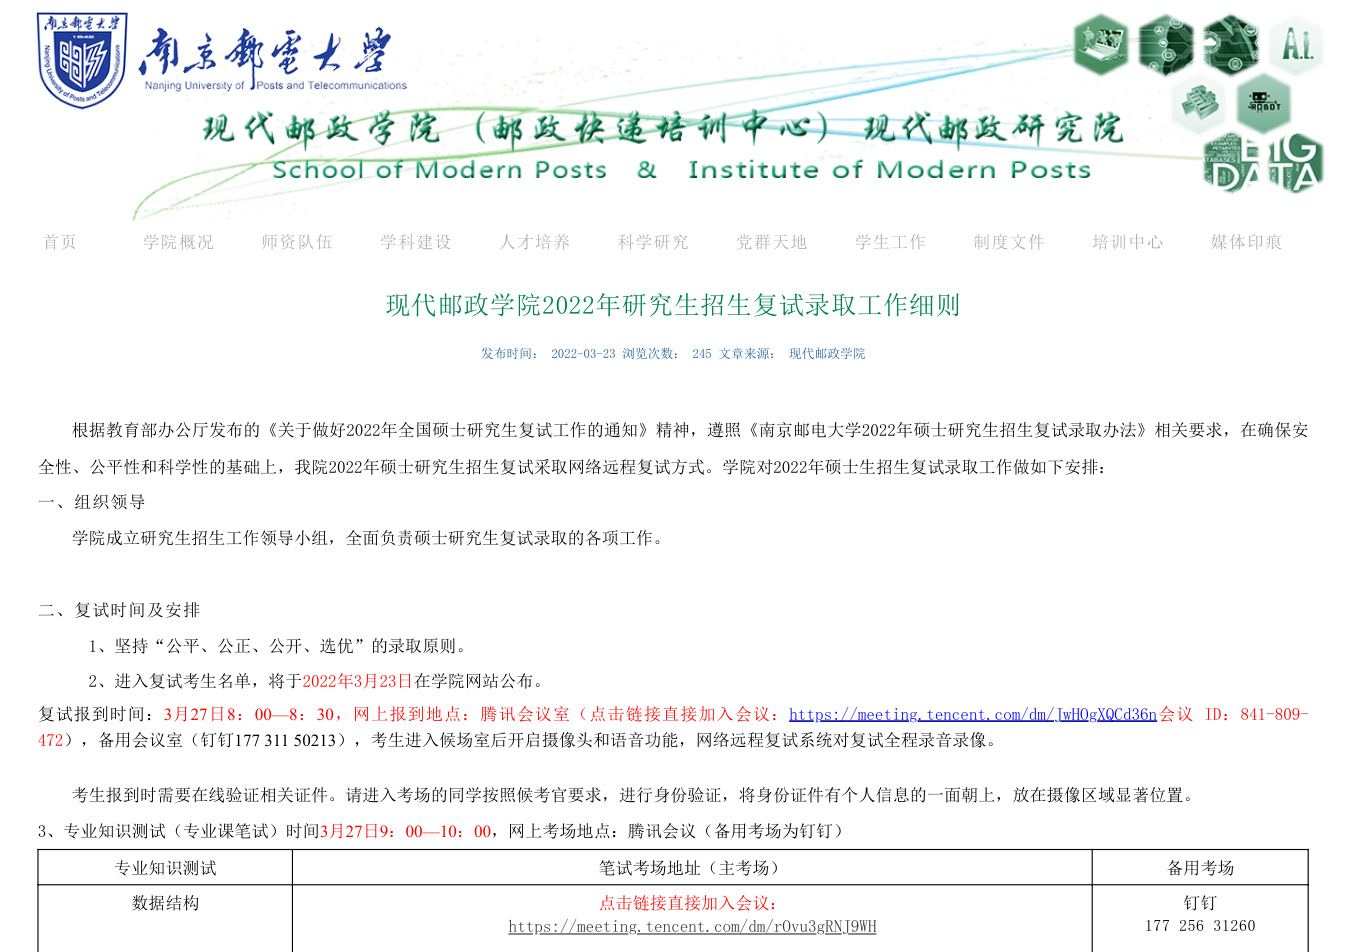 南京邮电大学
1942
Nanjing University of Posts and Telecommunications
南京郵電大學
Nanjing University of Posts and Telecommunications
A.I.
ROBOT
现代邮政学院（邮政快递培训中心）现代邮政研究院
BIG
DATA
School of Modern Posts & Institute of Modern Posts
首页 学院概况 师资队伍 学科建设 人才培养 科学研究 党群天地 学生工作 制度文件 培训中心 媒体印痕
现代邮政学院2022年研究生招生复试录取工作细则
发布时间： 2022-03-23 浏览次数： 245 文章来源： 现代邮政学院
根据教育部办公厅发布的《关于做好2022年全国硕士研究生复试工作的通知》精神，遵照《南京邮电大学2022年硕士研究生招生复试录取办法》相关要求，在确保安
全性、公平性和科学性的基础上，我院2022年硕士研究生招生复试采取网络远程复试方式。学院对2022年硕士生招生复试录取工作做如下安排：
一、组织领导
学院成立研究生招生工作领导小组，全面负责硕士研究生复试录取的各项工作。
二、复试时间及安排
1、坚持“公平、公正、公开、选优”的录取原则。
2、进入复试考生名单，将于2022年3月23日在学院网站公布。
复试报到时间：3月27日8：00—8：30，网上报到地点：腾讯会议室（点击链接直接加入会议：https://meeting.tencent.com/dm/JwHOgXQCd36n会议 ID：841-809-
472），备用会议室（钉钉177 311 50213），考生进入候场室后开启摄像头和语音功能，网络远程复试系统对复试全程录音录像。
考生报到时需要在线验证相关证件。请进入考场的同学按照候考官要求，进行身份验证，将身份证件有个人信息的一面朝上，放在摄像区域显著位置。
3、专业知识测试（专业课笔试）时间3月27日9：00—10：00，网上考场地点：腾讯会议（备用考场为钉钉）
专业知识测试 笔试考场地址（主考场） 备用考场
数据结构 点击链接直接加入会议： 钉钉
https://meeting.tencent.com/dm/rOvu3gRNJ9WH 177 256 31260